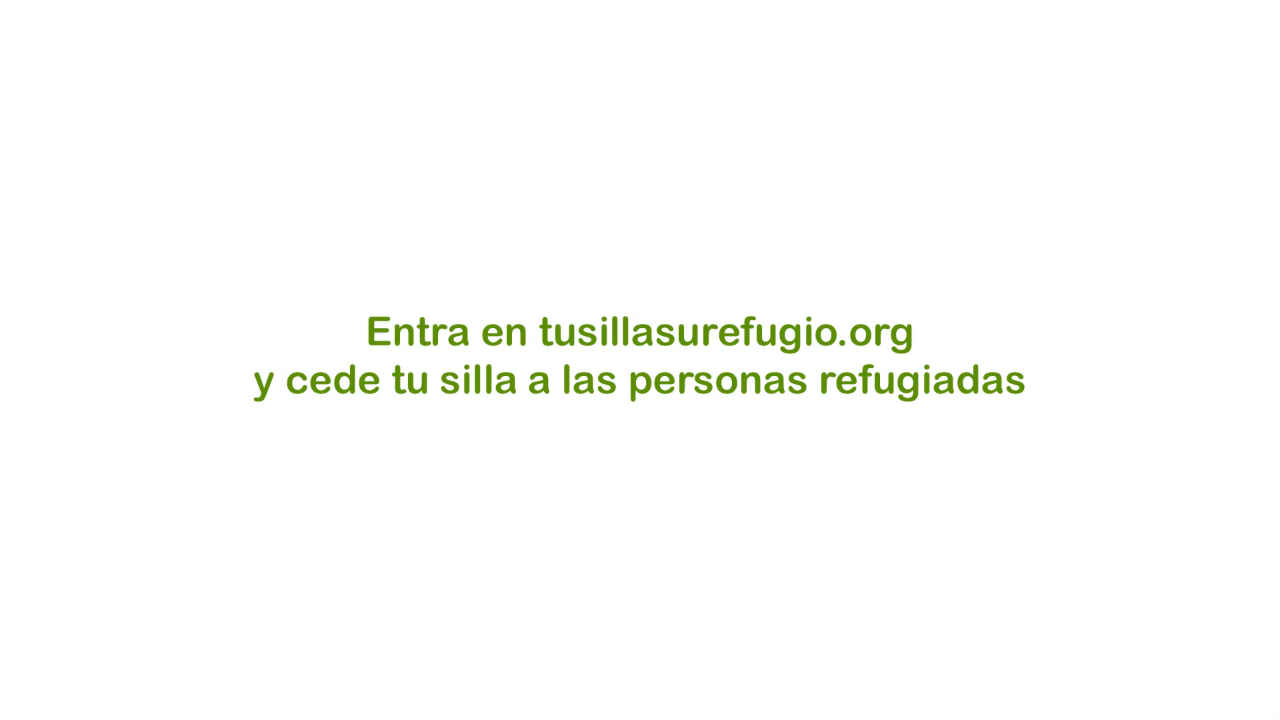 Entra en tusillasurefugio.org
y cede tu silla a las personas refugiadas